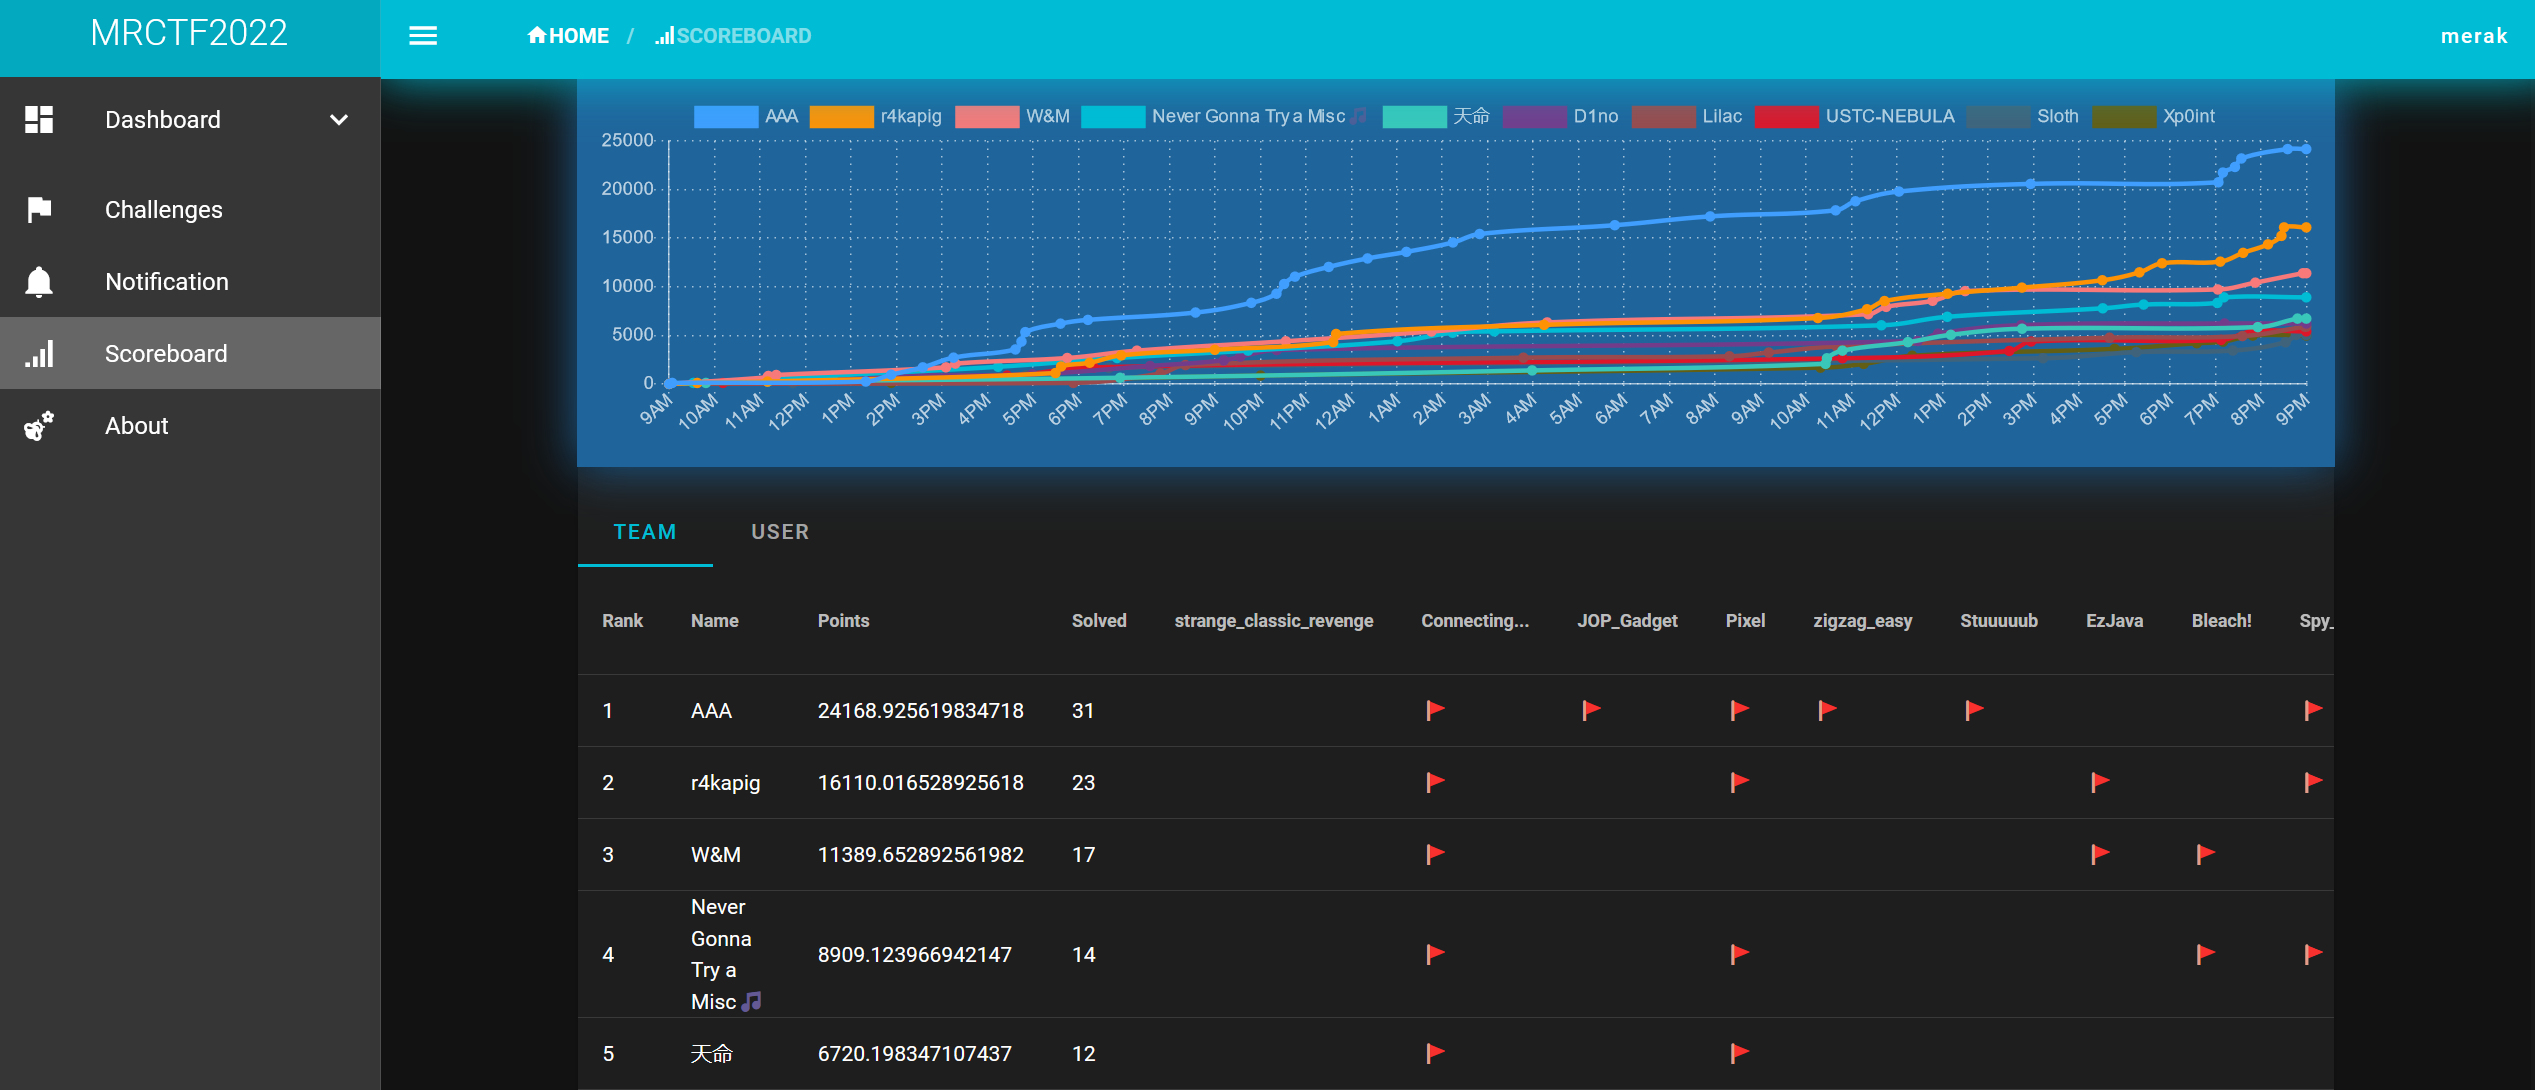 MRCTF2022
HOME / SCOREBOARD
merak
Dashboard
Challenges
Notification
Scoreboard
About
AAA r4kapig W&M Never Gonna Try a Misc 🎵 天命 D1no Lilac USTC-NEBULA Sloth Xp0int
25000
20000
15000
10000
5000
0
9AM 10AM 11AM 12PM 1PM 2PM 3PM 4PM 5PM 6PM 7PM 8PM 9PM 10PM 11PM 12AM 1AM 2AM 3AM 4AM 5AM 6AM 7AM 8AM 9AM 10AM 11AM 12PM 1PM 2PM 3PM 4PM 5PM 6PM 7PM 8PM 9PM
TEAM USER
Rank Name Points Solved strange_classic_revenge Connecting... JOP_Gadget Pixel zigzag_easy Stuuuuub EzJava Bleach! Spy_
1 AAA 24168.925619834718 31
2 r4kapig 16110.016528925618 23
3 W&M 11389.652892561982 17
4 Never Gonna Try a Misc 🎵 8909.123966942147 14
5 天命 6720.198347107437 12